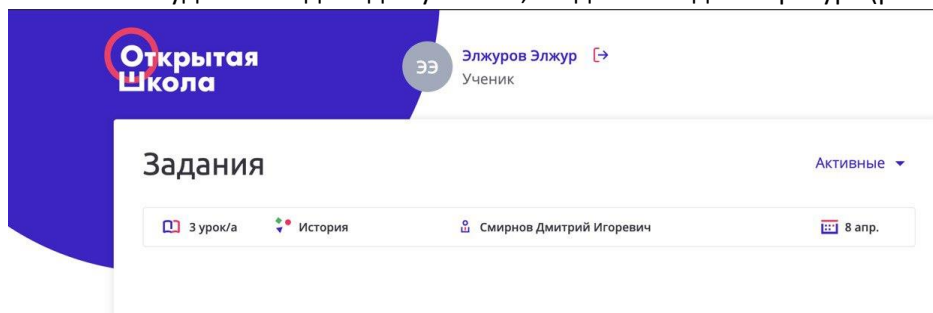 Открытая
Школа
ЭЭ
Элжуров Элжур
Ученик
Задания
Активные
3 урок/а
История
Смирнов Дмитрий Игоревич
8 апр.